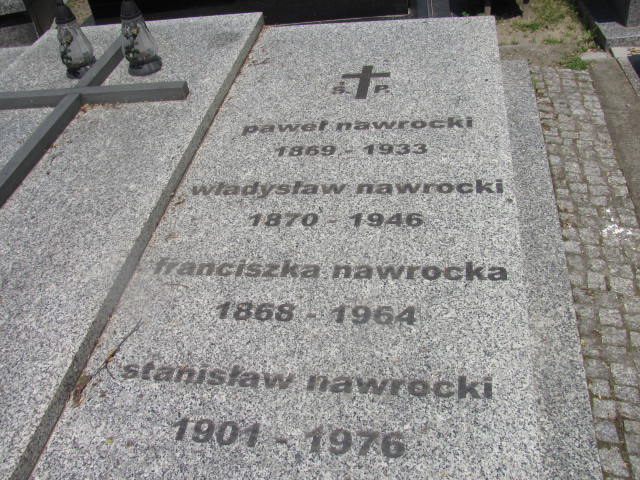 Ś. P.
paweł nawrocki
1869 - 1933
władysław nawrocki
1870 - 1946
franciszka nawrocka
1868 - 1964
stanisław nawrocki
1901 - 1976